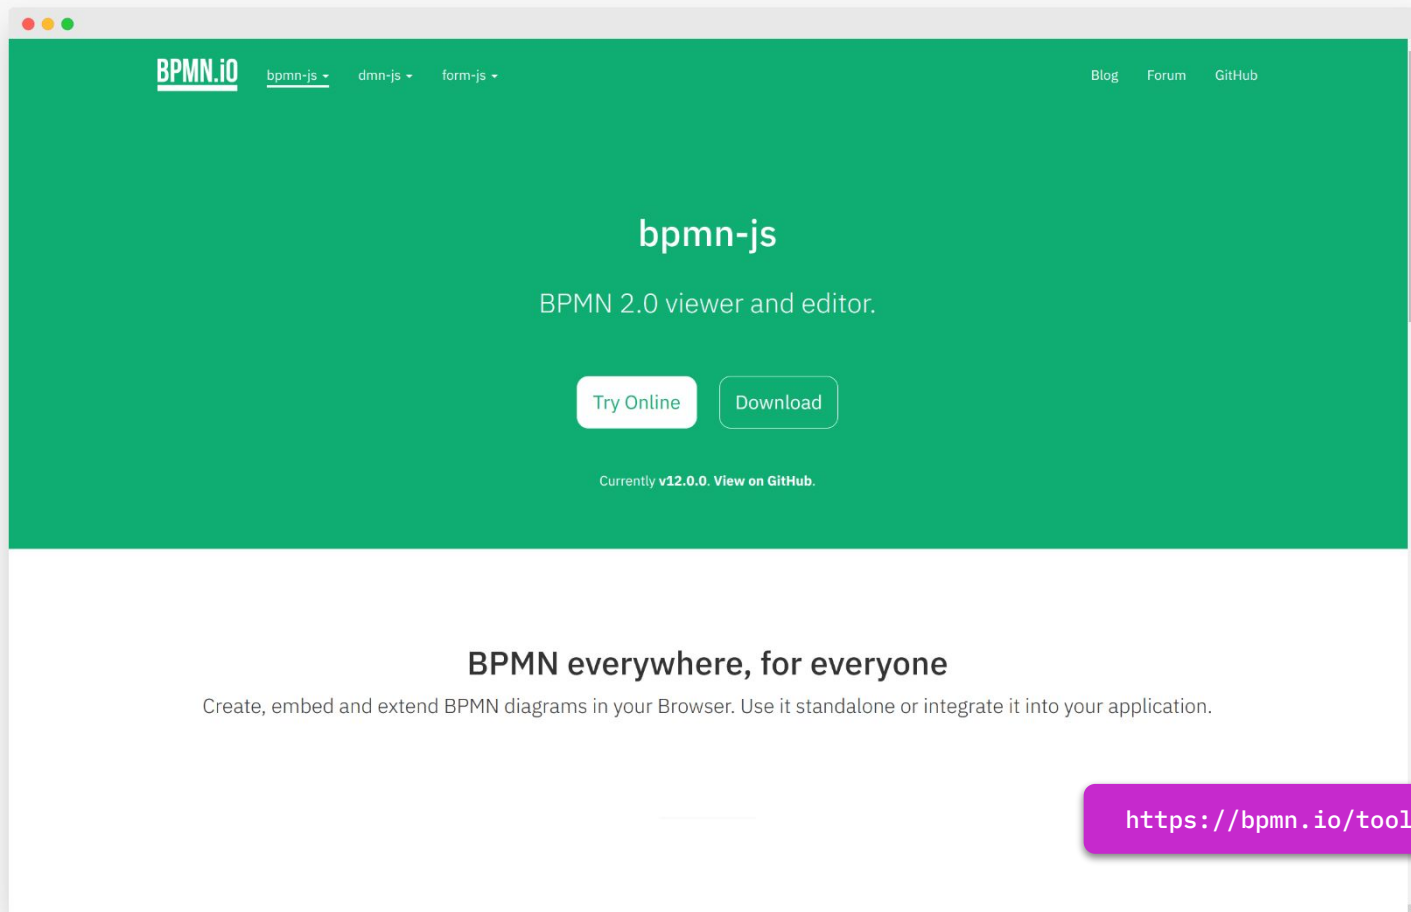 BPMN.iO bpmn-js dmn-js form-js Blog Forum GitHub
bpmn-js
BPMN 2.0 viewer and editor.
Try Online Download
Currently v12.0.0. View on GitHub.
BPMN everywhere, for everyone
Create, embed and extend BPMN diagrams in your Browser. Use it standalone or integrate it into your application.
https://bpmn.io/tool